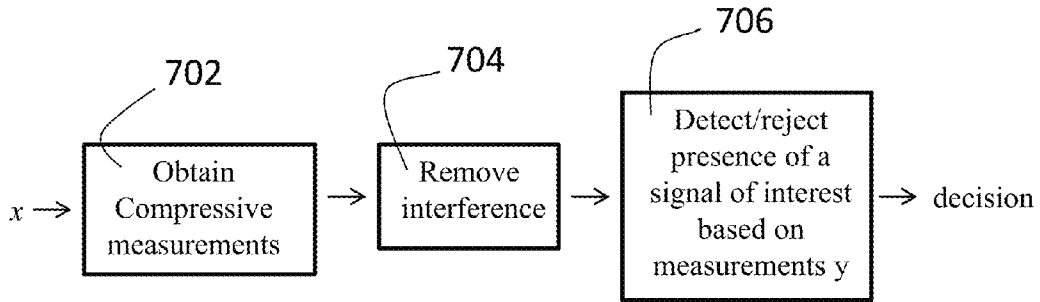 702
704
706
x
Obtain
Compressive
measurements
Remove
interference
Detect/reject
presence of a
signal of interest
based on
measurements y
decision